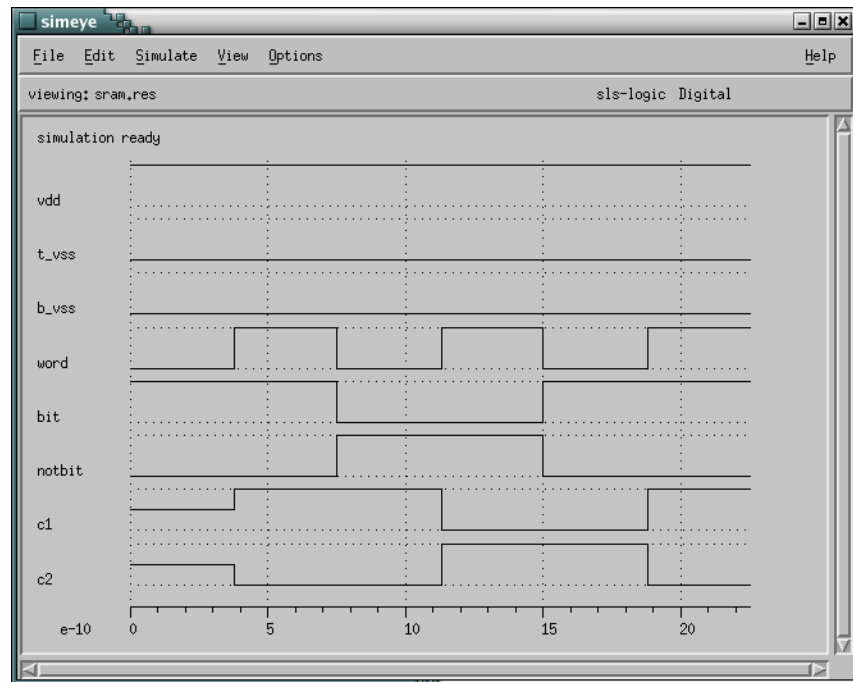 simeye
File Edit Simulate View Options Help
viewing: sram.res sls-logic Digital
simulation ready
vdd
t_vss
b_vss
word
bit
notbit
c1
c2
e-10 0 5 10 15 20